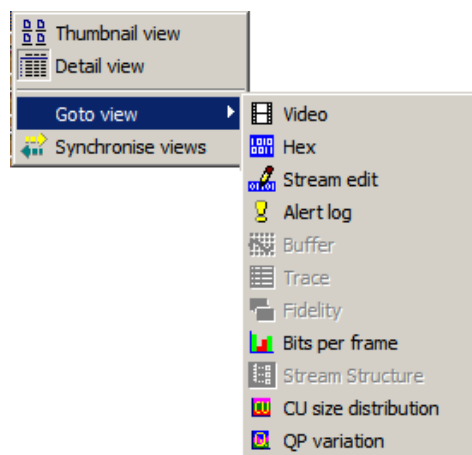 Thumbnail view
Detail view
Goto view
Synchronise views
Video
Hex
Stream edit
Alert log
Buffer
Trace
Fidelity
Bits per frame
Stream Structure
CU size distribution
QP variation